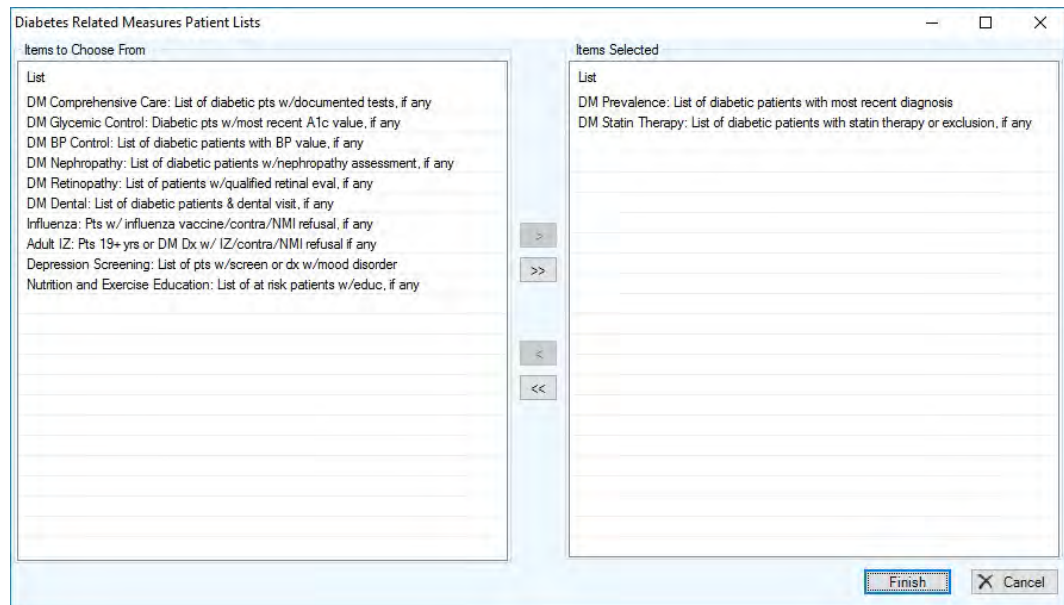 Diabetes Related Measures Patient Lists
Items to Choose From
List
DM Comprehensive Care: List of diabetic pts w/documented tests, if any
DM Glycemic Control: Diabetic pts w/most recent A1c value, if any
DM BP Control: List of diabetic patients with BP value, if any
DM Nephropathy: List of diabetic patients w/nephropathy assessment, if any
DM Retinopathy: List of patients w/qualified retinal eval, if any
DM Dental: List of diabetic patients & dental visit, if any
Influenza: Pts w/ influenza vaccine/contra/NMI refusal, if any
Adult IZ: Pts 19+ yrs or DM Dx w/ IZ/contra/NMI refusal if any
Depression Screening: List of pts w/screen or dx w/mood disorder
Nutrition and Exercise Education: List of at risk patients w/educ, if any
>
>>
<
<<
Items Selected
List
DM Prevalence: List of diabetic patients with most recent diagnosis
DM Statin Therapy: List of diabetic patients with statin therapy or exclusion, if any
Finish
Cancel